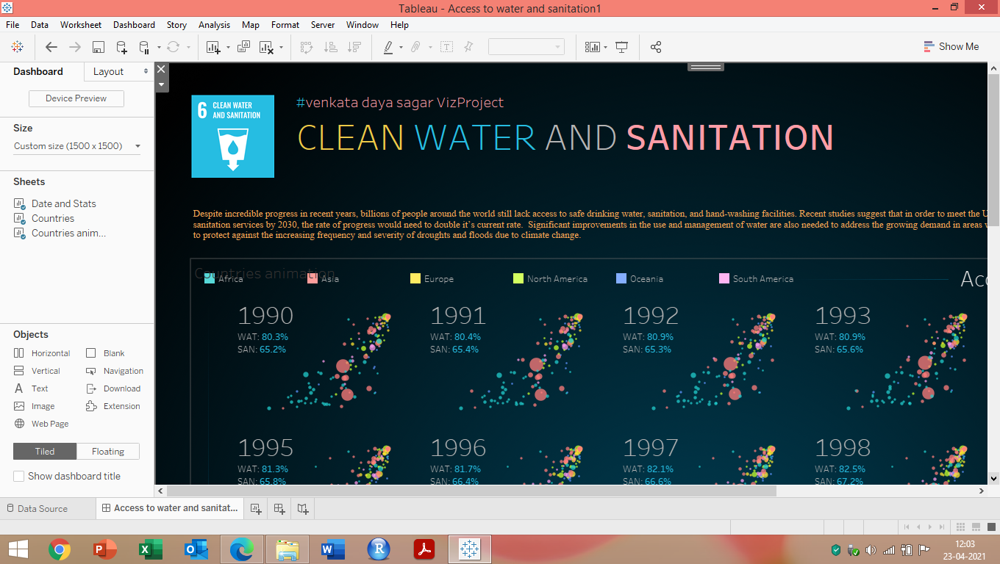 Tableau - Access to water and sanitation1
File Data Worksheet Dashboard Story Analysis Map Format Server Window Help
Show Me
Dashboard Layout
Device Preview
Size
Custom size (1500 x 1500)
Sheets
Date and Stats
Countries
Countries anim...
Objects
Horizontal Blank
Vertical Navigation
Text Download
Image Extension
Web Page
Tiled Floating
Show dashboard title
6 CLEAN WATER
AND SANITATION
#venkata daya sagar VizProject
CLEAN WATER AND SANITATION
Despite incredible progress in recent years, billions of people around the world still lack access to safe drinking water, sanitation, and hand-washing facilities. Recent studies suggest that in order to meet the U
sanitation services by 2030, the rate of progress would need to double it's current rate.  Significant improvements in the use and management of water are also needed to address the growing demand in areas
to protect against the increasing frequency and severity of droughts and floods due to climate change.
Countries animation
Africa Asia Europe North America Oceania South America Acc
1990 1991 1992 1993
WAT: 80.3% WAT: 80.4% WAT: 80.9% WAT: 80.9%
SAN: 65.2% SAN: 65.4% SAN: 65.3% SAN: 65.6%
1995 1996 1997 1998
WAT: 81.3% WAT: 81.7% WAT: 82.1% WAT: 82.5%
SAN: 65.8% SAN: 66.4% SAN: 66.6% SAN: 67.2%
Data Source Access to water and sanitat...
12:03
23-04-2021